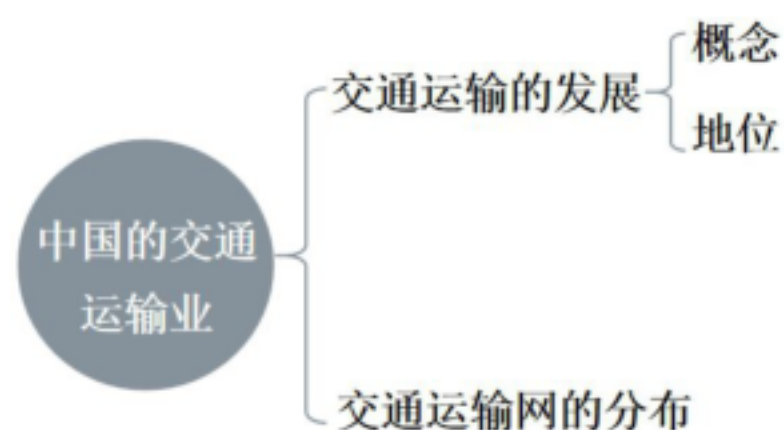 概念
交通运输的发展
地位
中国的交通
运输业
交通运输网的分布